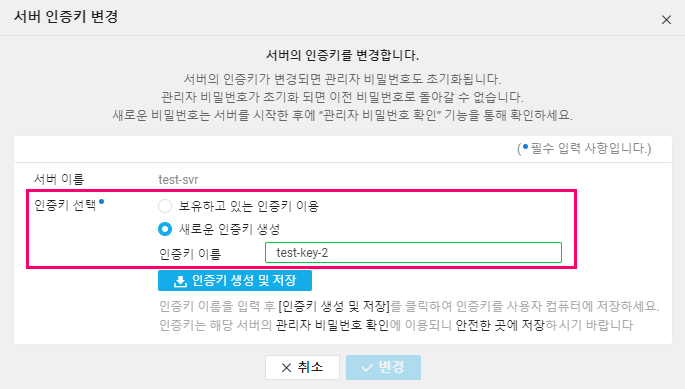 서버 인증키 변경
서버의 인증키를 변경합니다.
서버의 인증키가 변경되면 관리자 비밀번호도 초기화됩니다.
관리자 비밀번호가 초기화 되면 이전 비밀번호로 돌아갈 수 없습니다.
새로운 비밀번호는 서버를 시작한 후에 "관리자 비밀번호 확인" 기능을 통해 확인하세요.
(• 필수 입력 사항입니다.)
서버 이름 test-svr
인증키 선택• 보유하고 있는 인증키 이용
새로운 인증키 생성
인증키 이름 test-key-2
인증키 생성 및 저장
인증키 이름을 입력 후 [인증키 생성 및 저장]를 클릭하여 인증키를 사용자 컴퓨터에 저장하세요.
인증키는 해당 서버의 관리자 비밀번호 확인에 이용되니 안전한 곳에 저장하시기 바랍니다
취소 변경